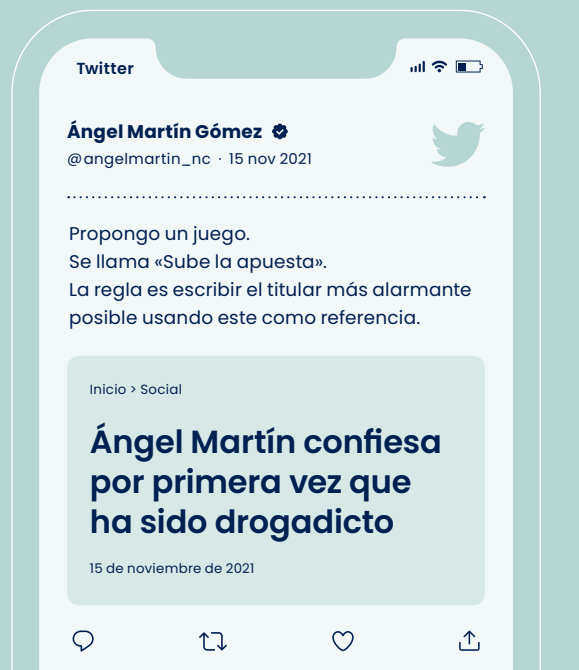 Twitter
Ángel Martín Gómez
@angelmartin_nc · 15 nov 2021
Propongo un juego.
Se llama «Sube la apuesta».
La regla es escribir el titular más alarmante
posible usando este como referencia.
Inicio > Social
Ángel Martín confiesa
por primera vez que
ha sido drogadicto
15 de noviembre de 2021